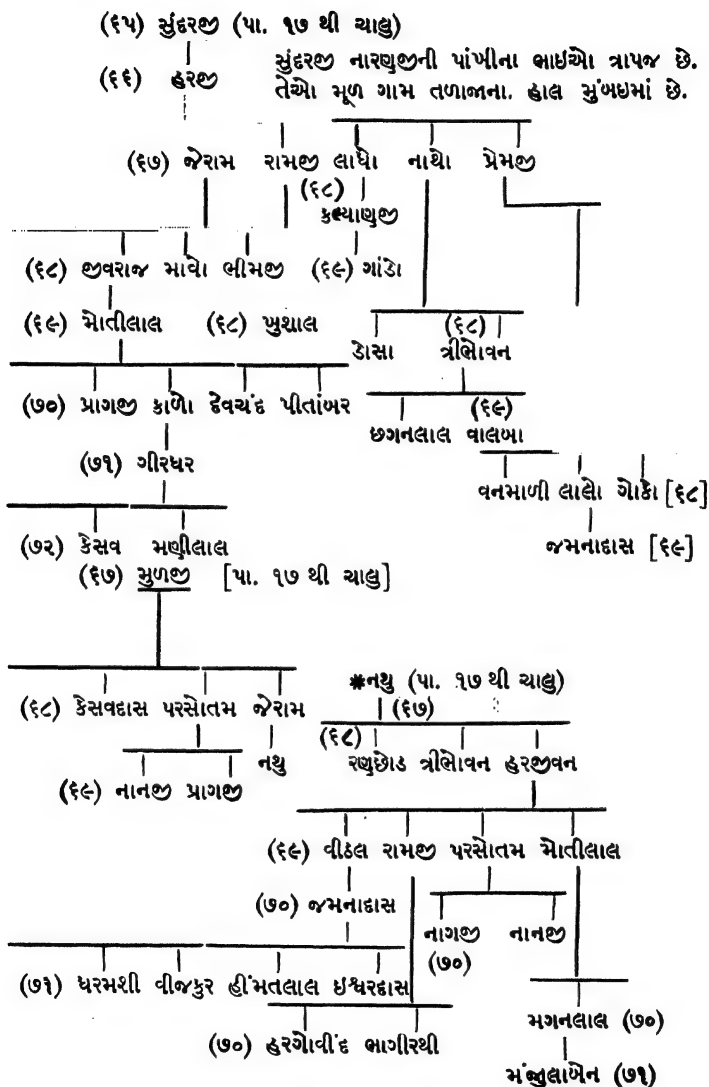 (૬૫) સુંદરજી (પા. ૧૭ થી ચાલુ)
સુંદરજી નારણજીની પાંખીના ભાઇઓ ત્રાપજ છે.
(૬૬) હરજી
તેઓ મૂળ ગામ તળાજાના. હાલ મુંબઇમાં છે.
(૬૭) જેરામ રામજી લાધો નાથો પ્રેમજી
(૬૮)
કલ્યાણજી
(૬૮) જીવરાજ માવો ભીમજી (૬૯) ગાંડો
(૬૯) મોતીલાલ (૬૮) ખુશાલ
(૬૮)
ડોસા ત્રીભોવન
(૭૦) પ્રાગજી કાળો દેવચંદ પીતાંબર
(૬૯)
છગનલાલ વાલબા
(૭૧) ગીરધર
વનમાળી લાલો ગોકો [૬૮]
(૭૨) કેસવ મણીલાલ
જમનાદાસ [૬૯]
(૬૭) મુળજી [પા. ૧૭ થી ચાલુ]
*નથુ (પા. ૧૭ થી ચાલુ)
(૬૭)
(૬૮) કેસવદાસ પરસોતમ જેરામ
(૬૮)
રણછોડ ત્રીભોવન હરજીવન
નથુ
(૬૯) નાનજી પ્રાગજી
(૬૯) વીઠલ રામજી પરસોતમ મોતીલાલ
(૭૦) જમનાદાસ
નાગજી નાનજી
(૭૦)
(૭૧) ધરમશી વીજકુર હીંમતલાલ ઇશ્વરદાસ
મગનલાલ (૭૦)
(૭૦) હરગોવીંદ ભાગીરથી
મંજુલાબેન (૭૧)